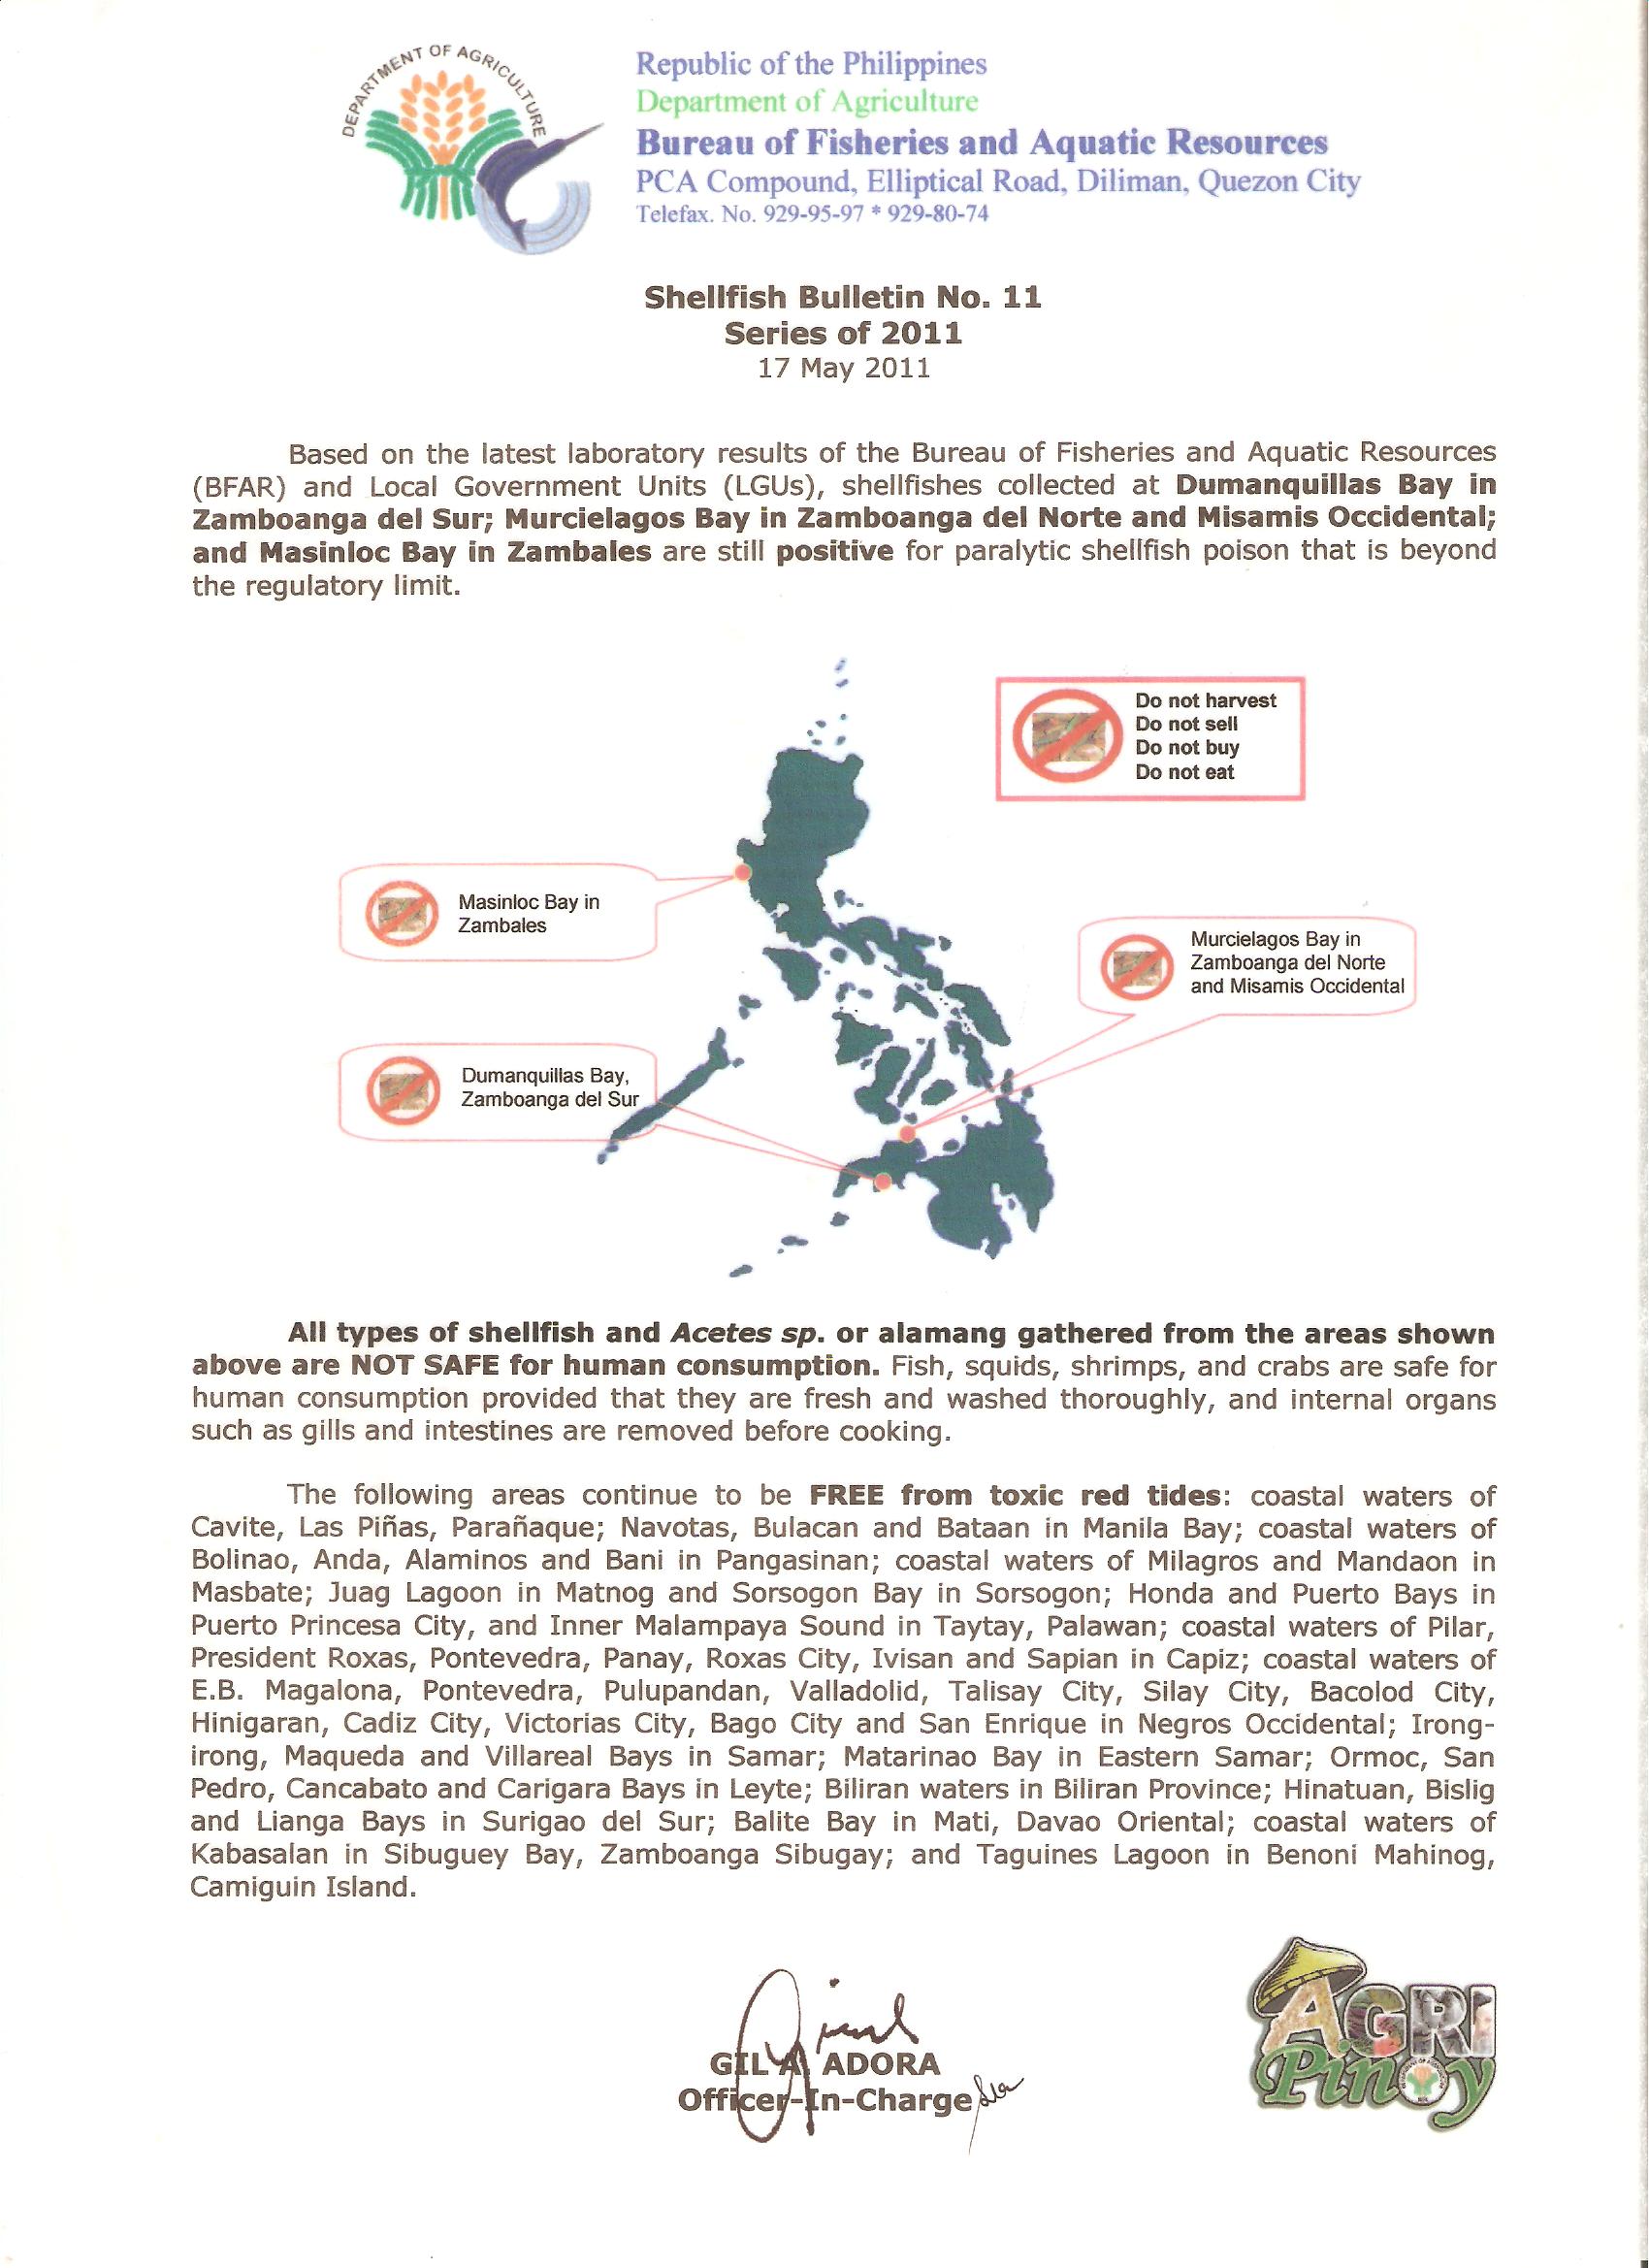 DEPARTMENT OF AGRICULTURE
Republic of the Philippines
Department of Agriculture
Bureau of Fisheries and Aquatic Resources
PCA Compound, Elliptical Road, Diliman, Quezon City
Telefax. No. 929-95-97 * 929-80-74
Shellfish Bulletin No. 11
Series of 2011
17 May 2011
Based on the latest laboratory results of the Bureau of Fisheries and Aquatic Resources
(BFAR) and Local Government Units (LGUs), shellfishes collected at Dumanquillas Bay in
Zamboanga del Sur; Murcielagos Bay in Zamboanga del Norte and Misamis Occidental;
and Masinloc Bay in Zambales are still positive for paralytic shellfish poison that is beyond
the regulatory limit.
Do not harvest
Do not sell
Do not buy
Do not eat
Masinloc Bay in
Zambales
Murcielagos Bay in
Zamboanga del Norte
and Misamis Occidental
Dumanquillas Bay,
Zamboanga del Sur
All types of shellfish and Acetes sp. or alamang gathered from the areas shown
above are NOT SAFE for human consumption. Fish, squids, shrimps, and crabs are safe for
human consumption provided that they are fresh and washed thoroughly, and internal organs
such as gills and intestines are removed before cooking.
The following areas continue to be FREE from toxic red tides: coastal waters of
Cavite, Las Piñas, Parañaque; Navotas, Bulacan and Bataan in Manila Bay; coastal waters of
Bolinao, Anda, Alaminos and Bani in Pangasinan; coastal waters of Milagros and Mandaon in
Masbate; Juag Lagoon in Matnog and Sorsogon Bay in Sorsogon; Honda and Puerto Bays in
Puerto Princesa City, and Inner Malampaya Sound in Taytay, Palawan; coastal waters of Pilar,
President Roxas, Pontevedra, Panay, Roxas City, Ivisan and Sapian in Capiz; coastal waters of
E.B. Magalona, Pontevedra, Pulupandan, Valladolid, Talisay City, Silay City, Bacolod City,
Hinigaran, Cadiz City, Victorias City, Bago City and San Enrique in Negros Occidental; Irong-
irong, Maqueda and Villareal Bays in Samar; Matarinao Bay in Eastern Samar; Ormoc, San
Pedro, Cancabato and Carigara Bays in Leyte; Biliran waters in Biliran Province; Hinatuan, Bislig
and Lianga Bays in Surigao del Sur; Balite Bay in Mati, Davao Oriental; coastal waters of
Kabasalan in Sibuguey Bay, Zamboanga Sibugay; and Taguines Lagoon in Benoni Mahinog,
Camiguin Island.
GIL A. ADORA
Officer-In-Charge
AGRI
Pinoy